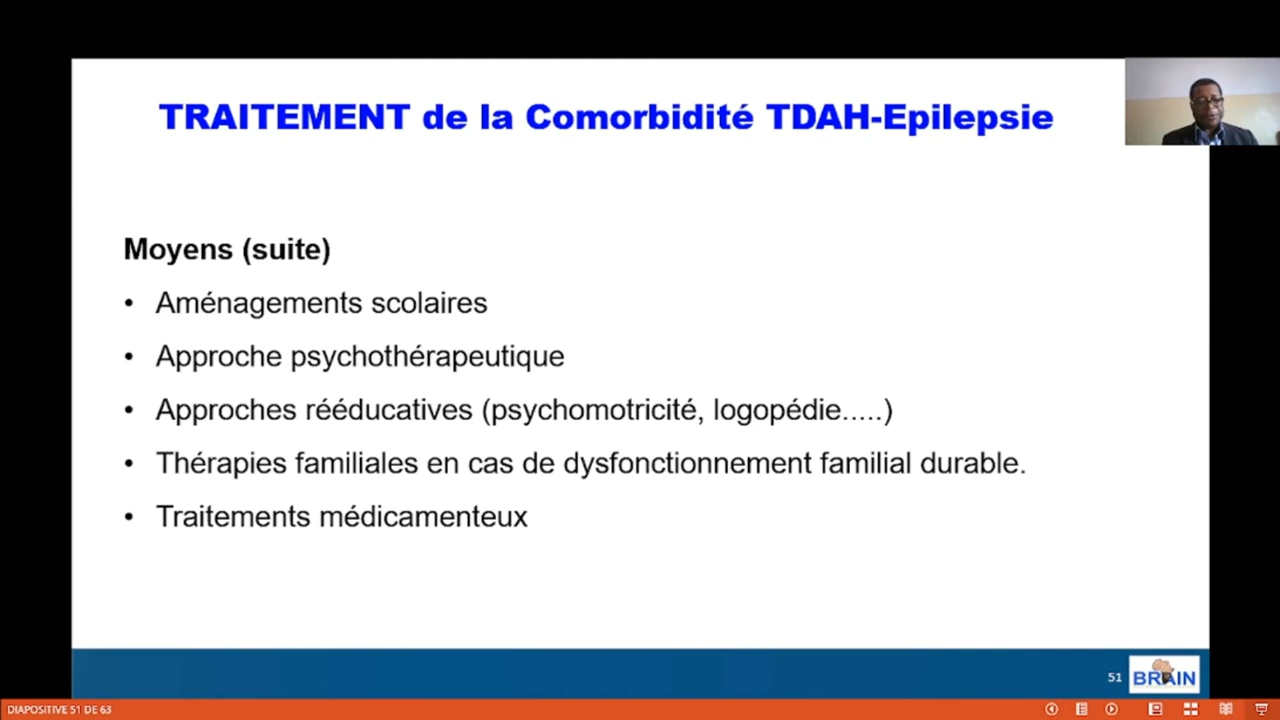 TRAITEMENT de la Comorbidité TDAH-Epilepsie
Moyens (suite)
• Aménagements scolaires
• Approche psychothérapeutique
• Approches rééducatives (psychomotricité, logopédie.....)
• Thérapies familiales en cas de dysfonctionnement familial durable.
• Traitements médicamenteux
51
BRAIN
DIAPOSITIVE 51 DE 63